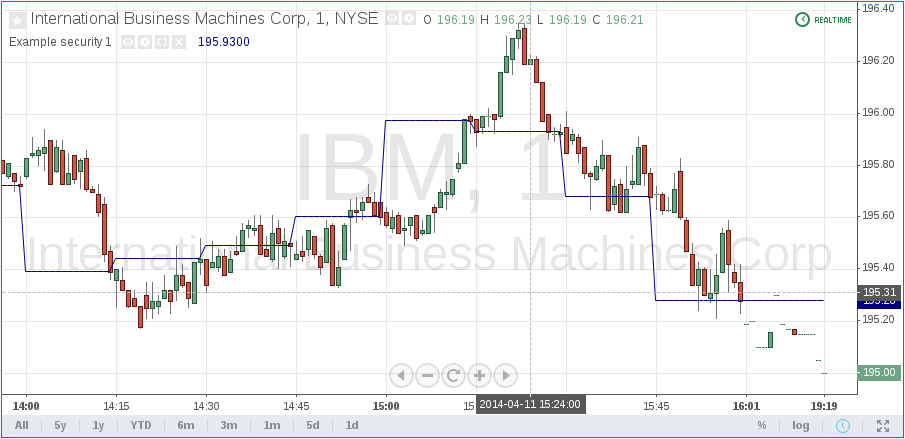 International Business Machines Corp, 1, NYSE O 196.19 H 196.23 L 196.19 C 196.21
REALTIME
Example security 1 195.9300
196.40
196.20
196.00
195.80
195.60
195.40
195.31
195.20
195.00
IBM, 1
International Business Machines Corp
14:00 14:15 14:30 14:45 15:00 15 2014-04-11 15:24:00 15:45 16:01 19:19
All 5y 1y YTD 6m 3m 1m 5d 1d % log